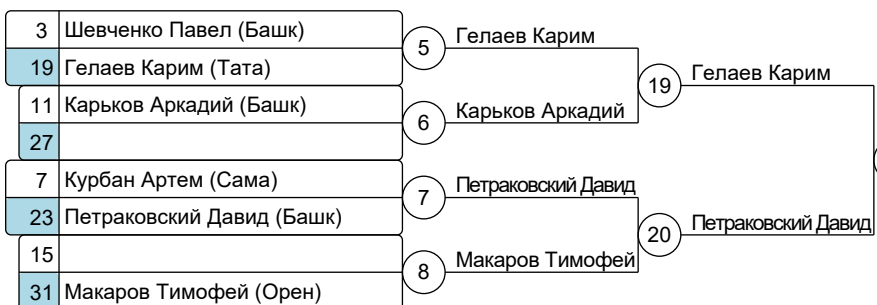 3 Шевченко Павел (Башк)
19 Гелаев Карим (Тата)
5 Гелаев Карим
11 Карьков Аркадий (Башк)
27
6 Карьков Аркадий
19 Гелаев Карим
7 Курбан Артем (Сама)
23 Петраковский Давид (Башк)
7 Петраковский Давид
15
31 Макаров Тимофей (Орен)
8 Макаров Тимофей
20 Петраковский Давид